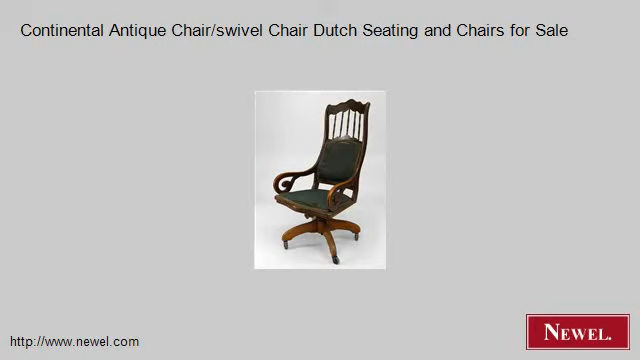 Continental Antique Chair/swivel Chair Dutch Seating and Chairs for Sale
http://www.newel.com
NEWEL.